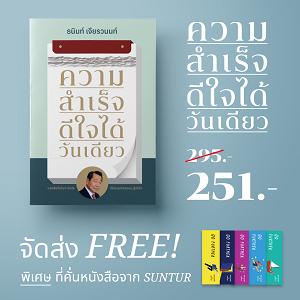 ธนินท์ เจียรวนนท์
ความ
สำเร็จ
ดีใจได้
วันเดียว
ความ
สำเร็จ
ดีใจได้
วันเดียว
295.-
251.-
จัดส่ง FREE!
พิเศษ ที่คั่นหนังสือจาก SUNTUR